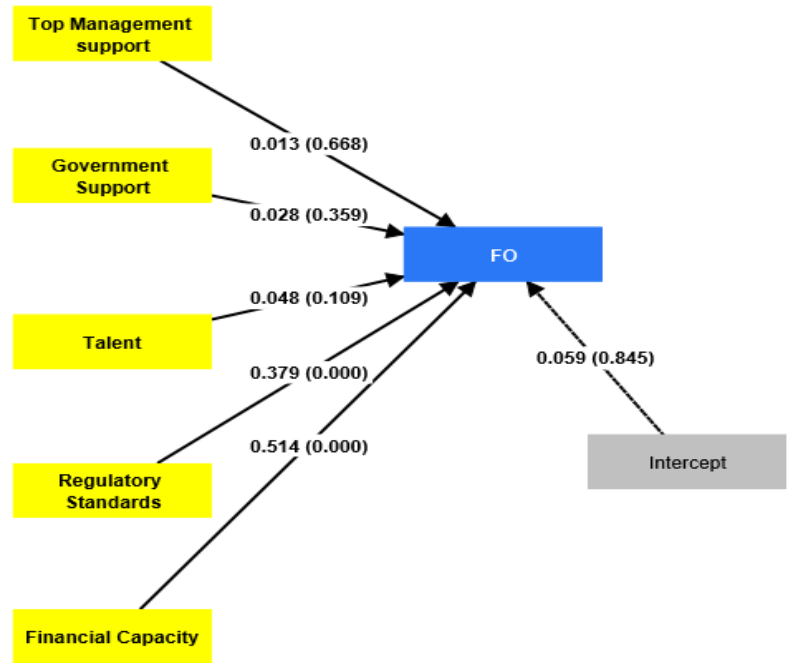 Top Management
support
0.013 (0.668)
Government
Support
0.028 (0.359)
FO
Talent
0.048 (0.109)
0.379 (0.000)
0.059 (0.845)
0.514 (0.000)
Regulatory
Standards
Intercept
Financial Capacity